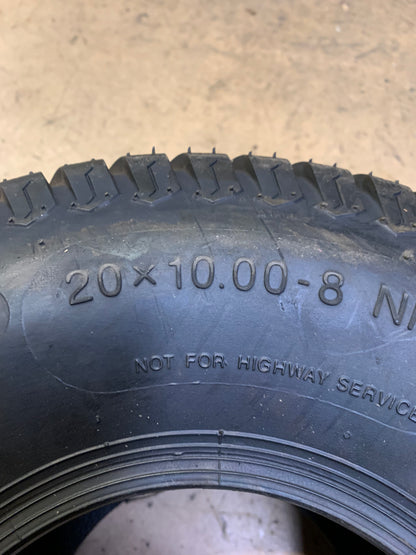 20×10.00-8
NOT FOR HIGHWAY SERVICE